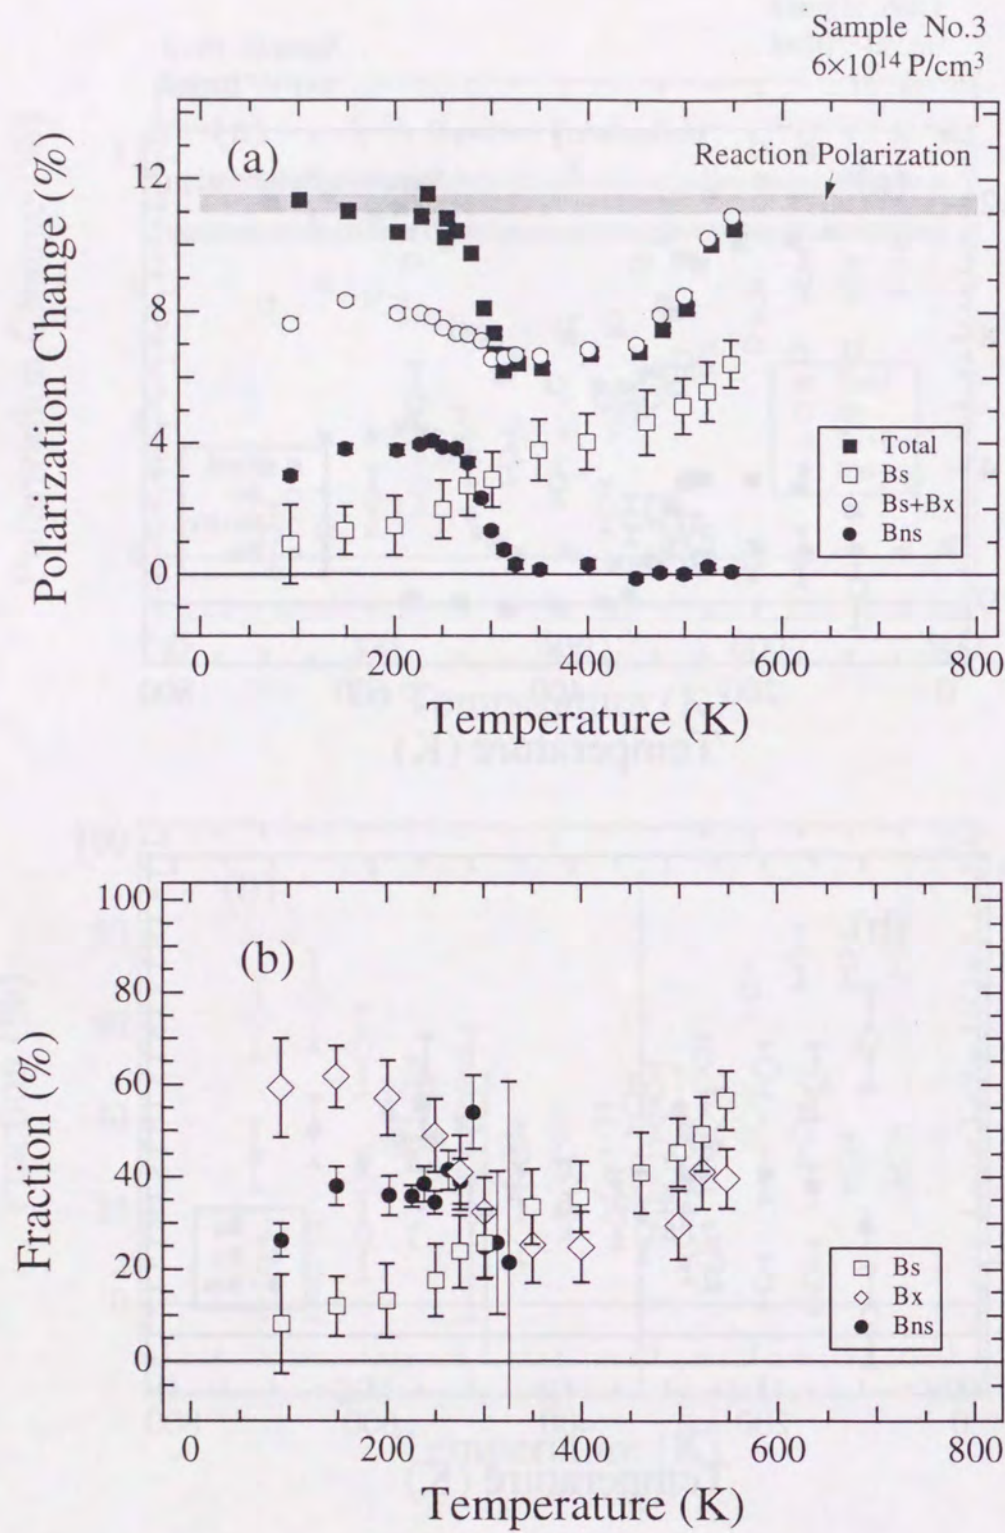 Sample No.3
6×10¹⁴ P/cm³
(a)
Reaction Polarization
Polarization Change (%)
12
8
4
0
Total
Bs
Bs+Bx
Bns
0 200 400 600 800
Temperature (K)
(b)
Fraction (%)
100
80
60
40
20
0
Bs
Bx
Bns
0 200 400 600 800
Temperature (K)